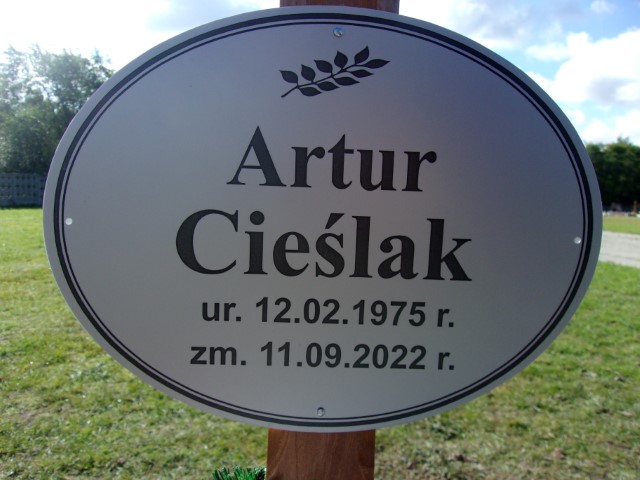 Artur
Cieślak
ur. 12.02.1975 r.
zm. 11.09.2022 r.